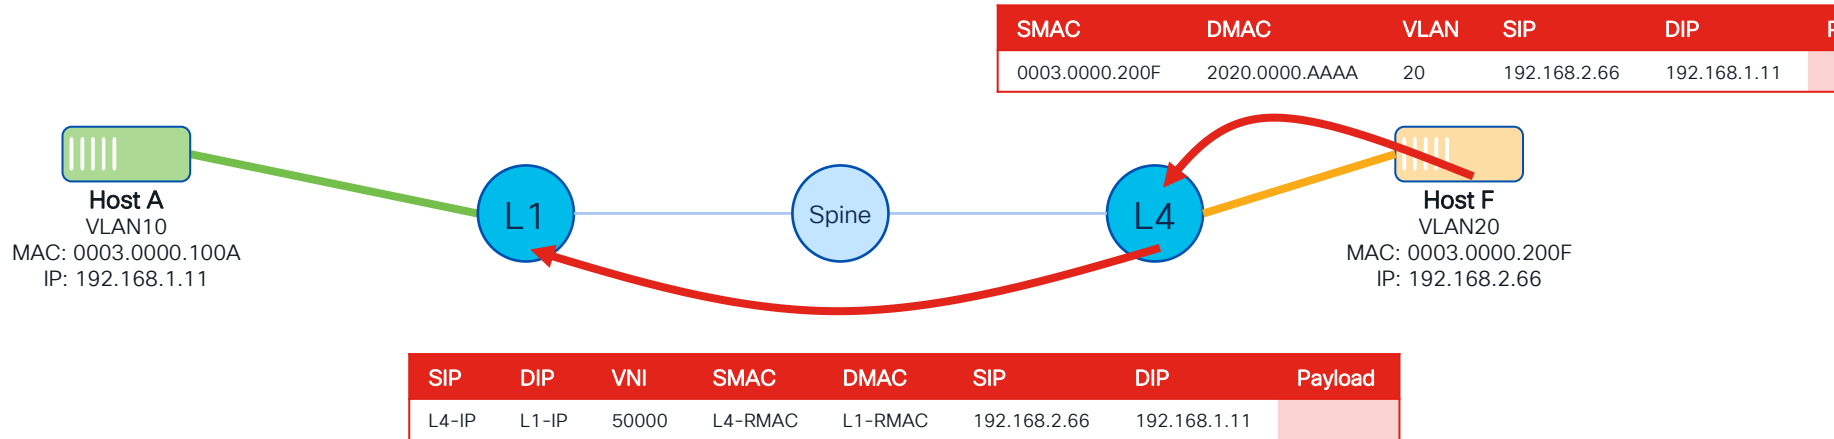 SMAC DMAC VLAN SIP DIP P
0003.0000.200F 2020.0000.AAAA 20 192.168.2.66 192.168.1.11
Host A
VLAN10
MAC: 0003.0000.100A
IP: 192.168.1.11
L1
Spine
L4
Host F
VLAN20
MAC: 0003.0000.200F
IP: 192.168.2.66
SIP DIP VNI SMAC DMAC SIP DIP Payload
L4-IP L1-IP 50000 L4-RMAC L1-RMAC 192.168.2.66 192.168.1.11